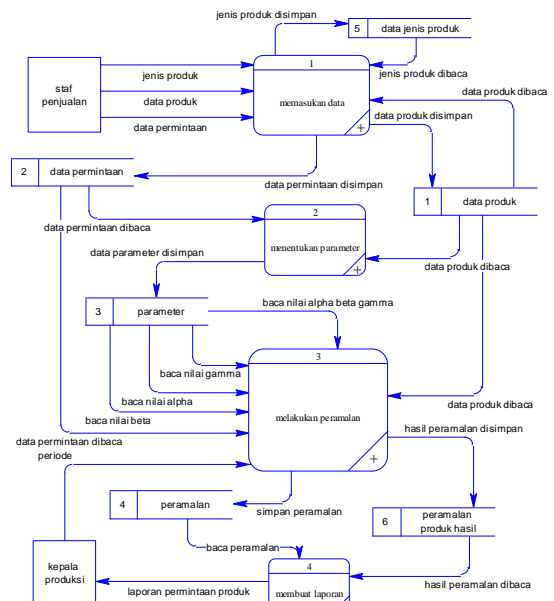 jenis produk disimpan
5 data jenis produk
1
jenis produk dibaca
staf
penjualan
jenis produk
data produk
data permintaan
memasukan data
+
data produk dibaca
data produk disimpan
2 data permintaan
data permintaan disimpan
1 data produk
data permintaan dibaca
2
menentukan parameter
+
data parameter disimpan
data produk dibaca
3 parameter
baca nilai alpha beta gamma
3
baca nilai gamma
baca nilai alpha
baca nilai beta
melakukan peramalan
+
data produk dibaca
data permintaan dibaca
periode
hasil peramalan disimpan
4 peramalan
simpan peramalan
6 peramalan
produk hasil
baca peramalan
kepala
produksi
4
laporan permintaan produk
membuat laporan
hasil peramalan dibaca